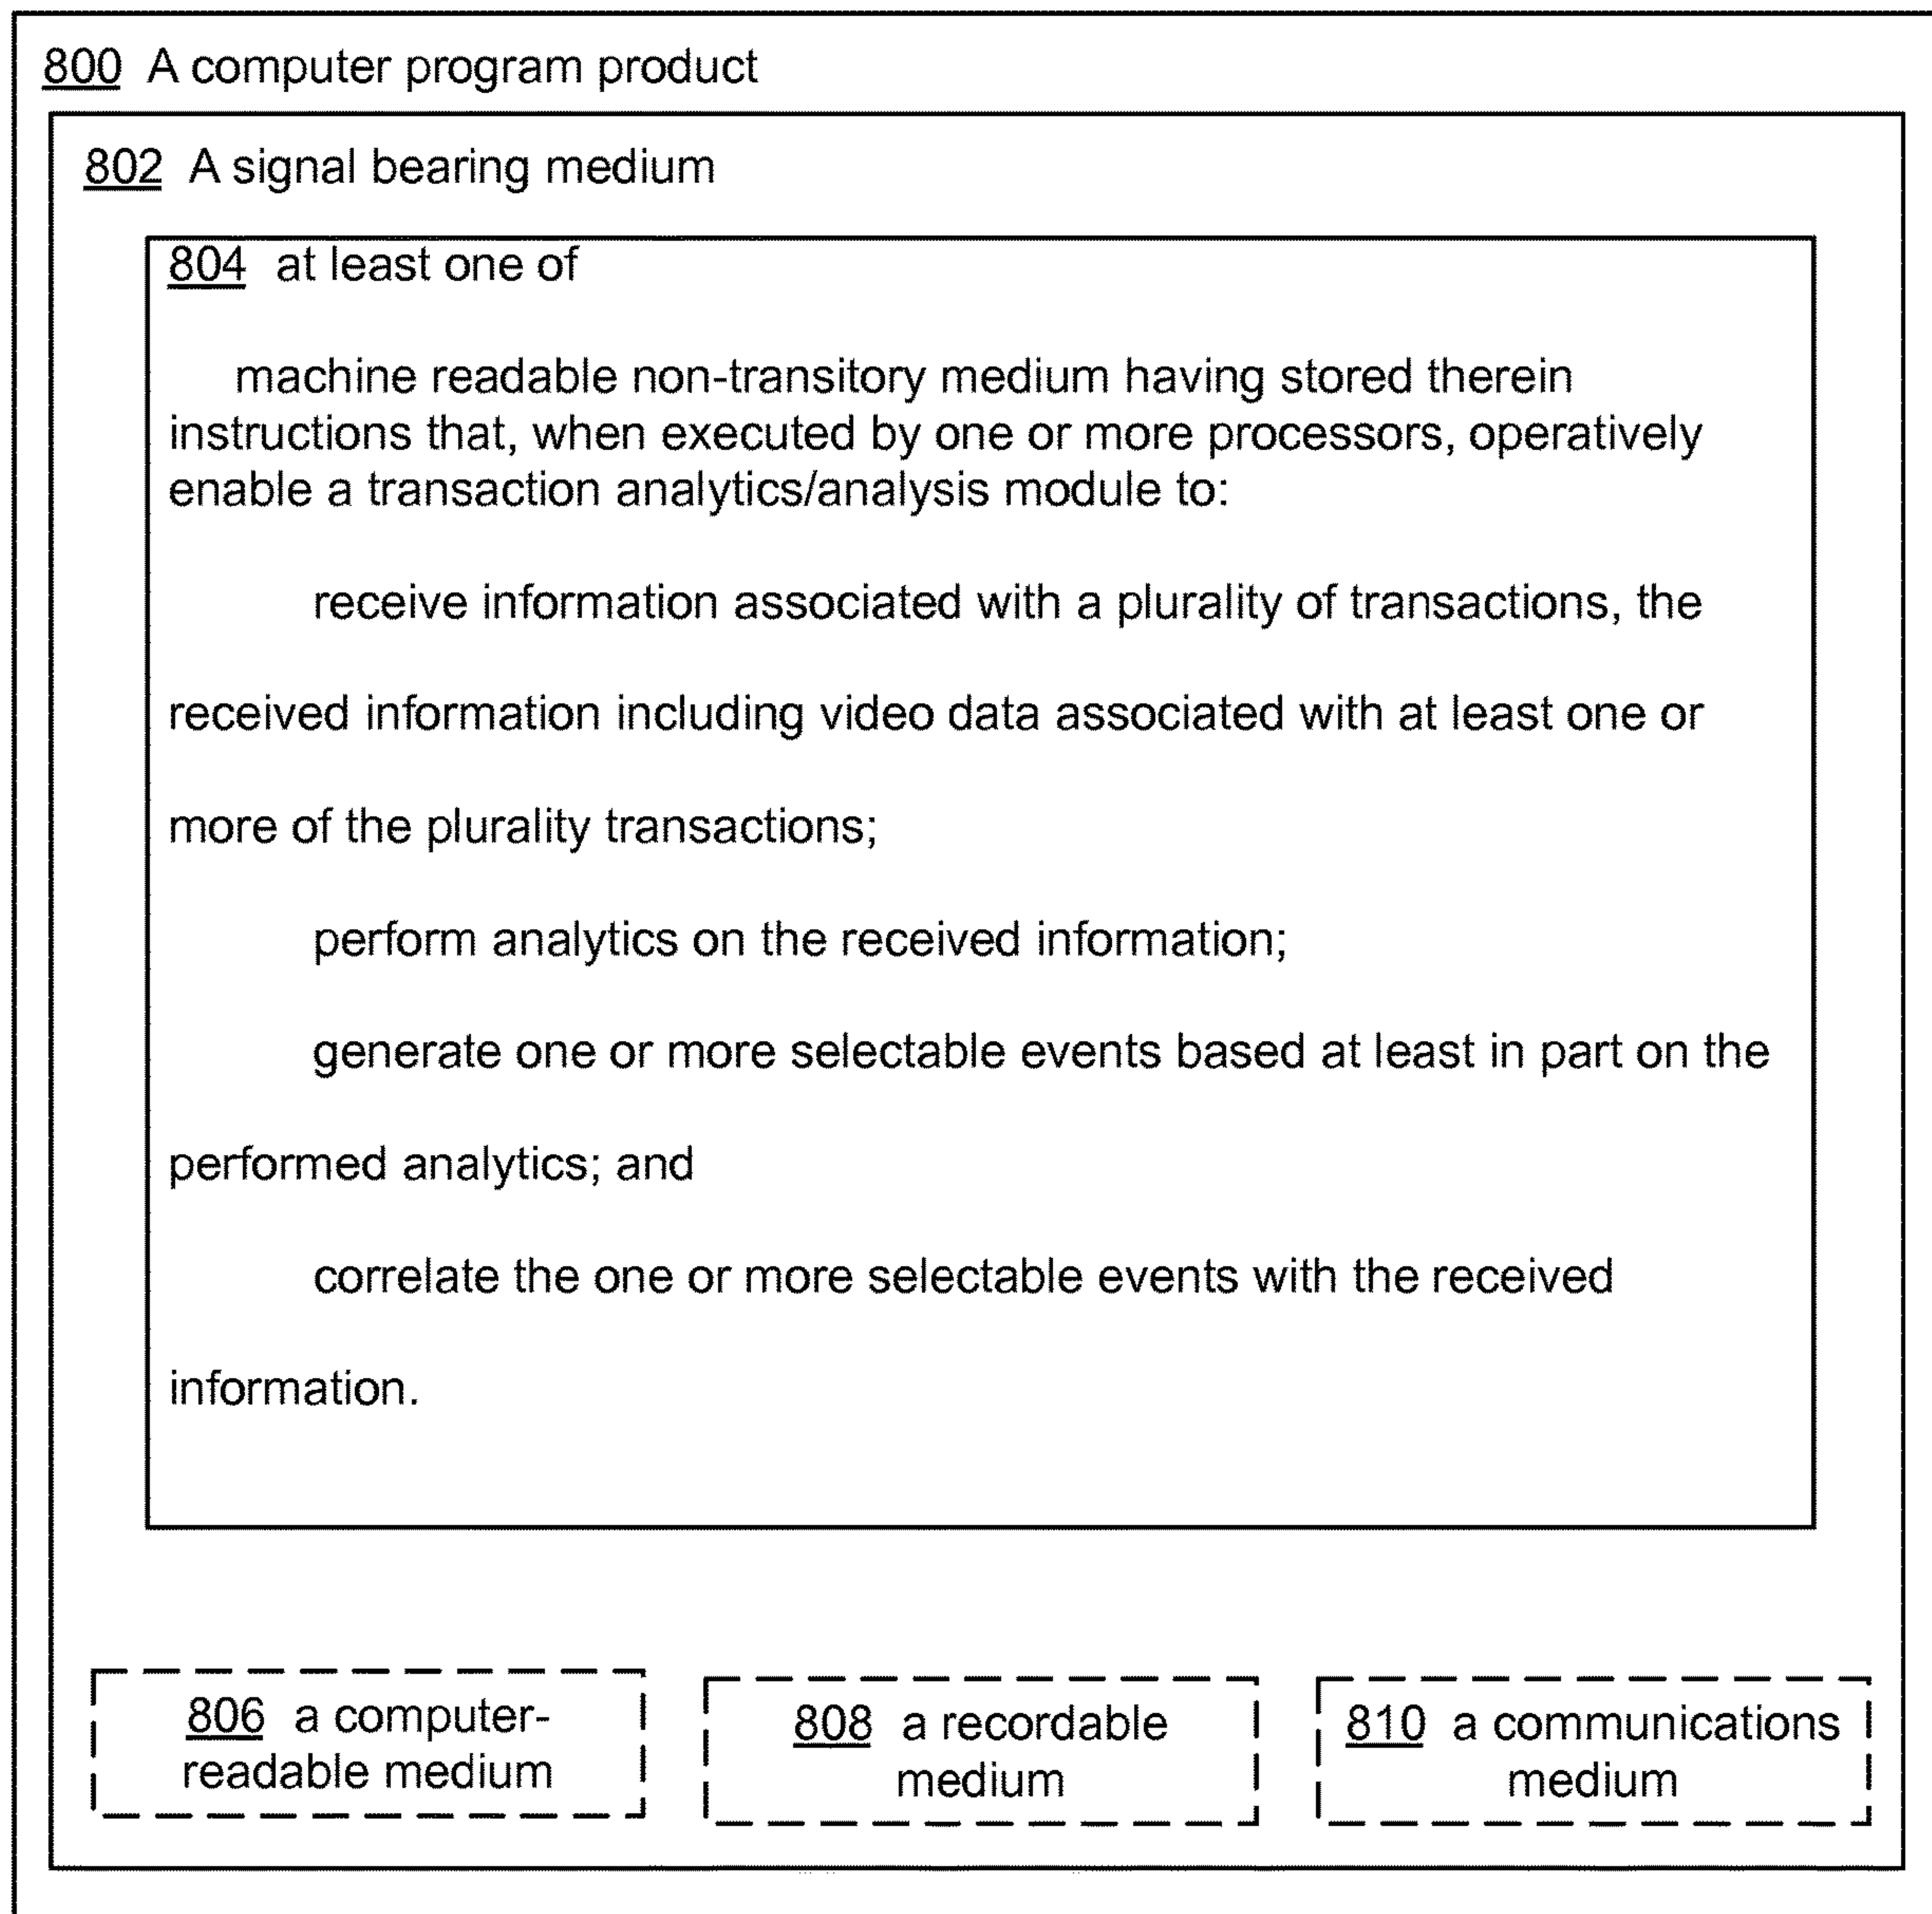 800 A computer program product
802 A signal bearing medium
804 at least one of
machine readable non-transitory medium having stored therein
instructions that, when executed by one or more processors, operatively
enable a transaction analytics/analysis module to:
receive information associated with a plurality of transactions, the
received information including video data associated with at least one or
more of the plurality transactions;
perform analytics on the received information;
generate one or more selectable events based at least in part on the
performed analytics; and
correlate the one or more selectable events with the received
information.
806 a computer-
readable medium
808 a recordable
medium
810 a communications
medium